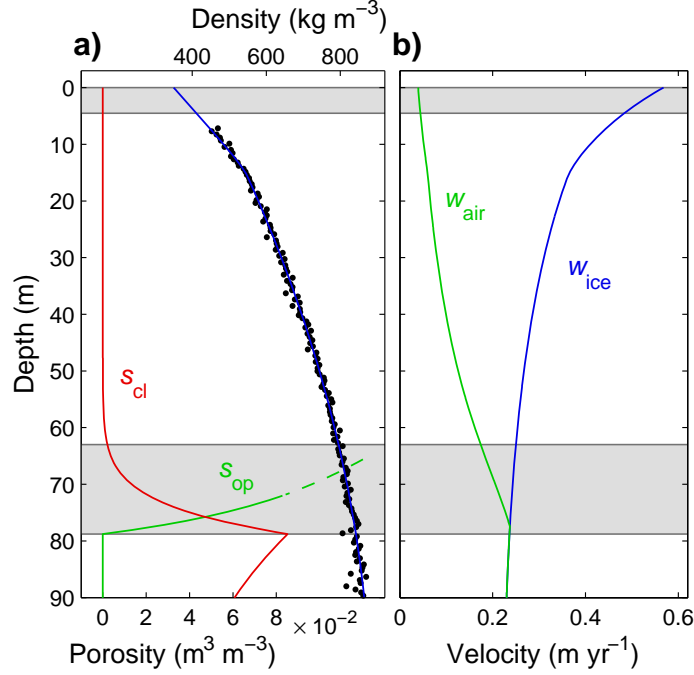 Density (kg m⁻³)
a)
b)
400
600
800
0
10
20
30
40
50
60
70
80
90
Depth (m)
s_cl
s_op
w_air
w_ice
0
2
4
6
8
× 10⁻²
0
0.2
0.4
0.6
Porosity (m³ m⁻³)
Velocity (m yr⁻¹)